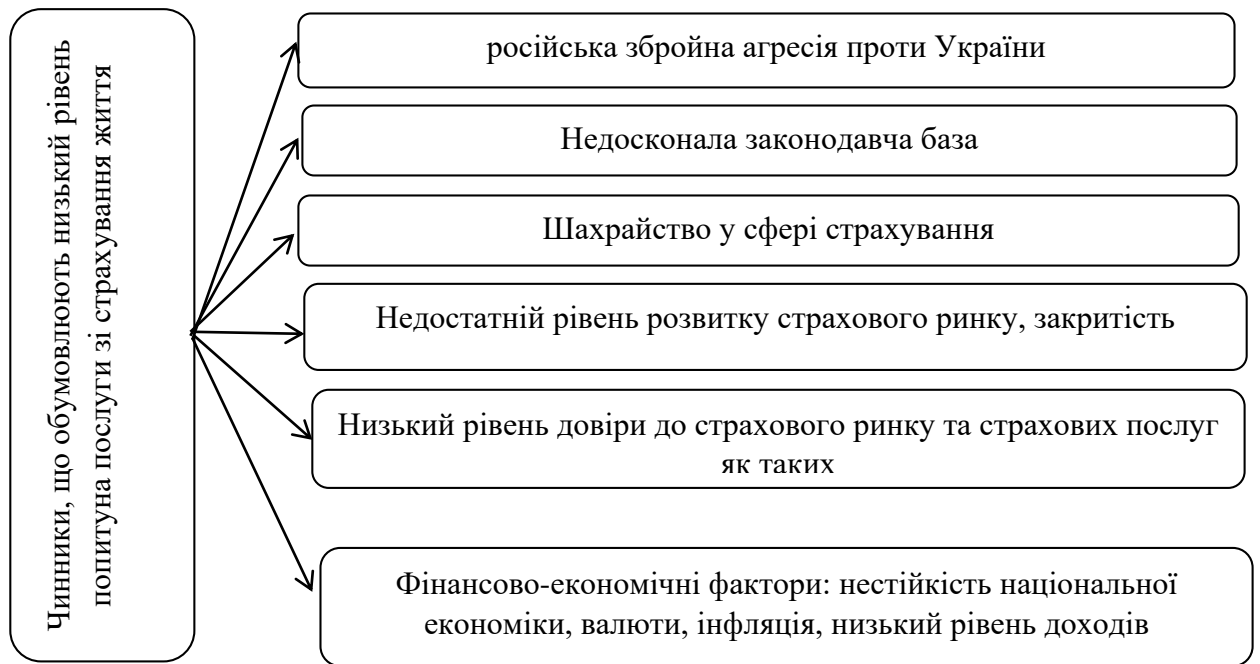 Чинники, що обумовлюють низький рівень
попитуна послуги зі страхування життя
російська збройна агресія проти України
Недосконала законодавча база
Шахрайство у сфері страхування
Недостатній рівень розвитку страхового ринку, закритість
Низький рівень довіри до страхового ринку та страхових послуг
як таких
Фінансово-економічні фактори: нестійкість національної
економіки, валюти, інфляція, низький рівень доходів